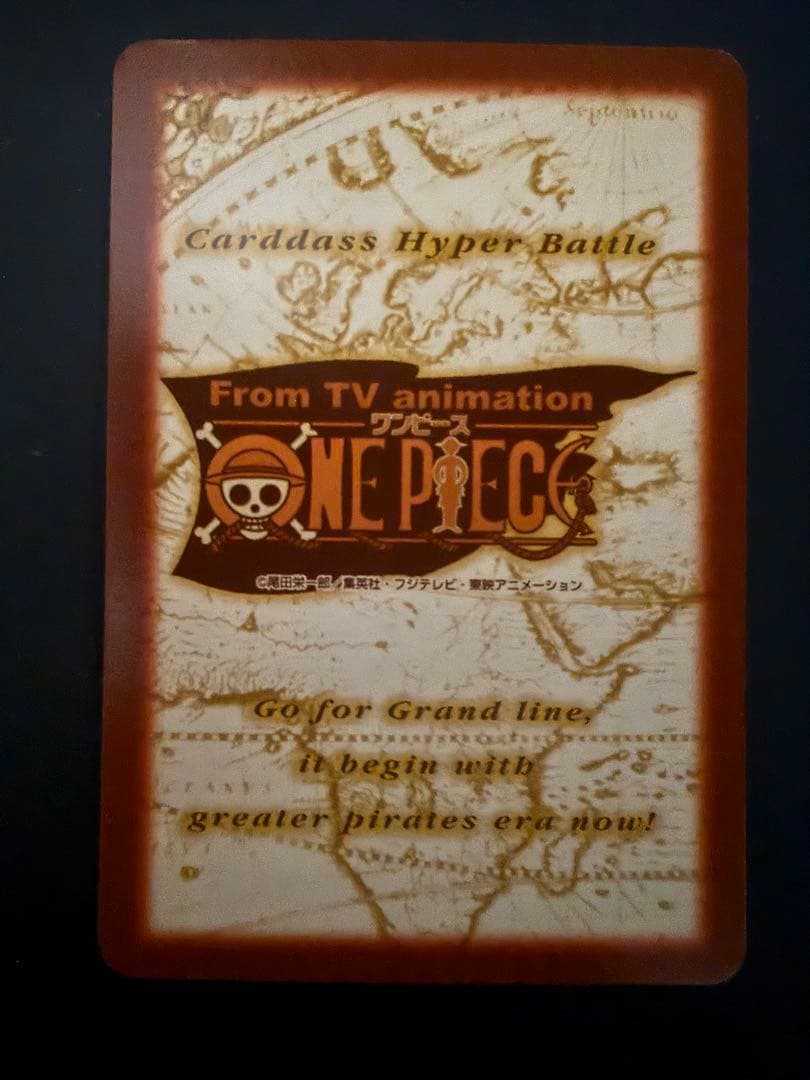 Carddass Hyper Battle
From TV animation
ワンピース
ONE PIECE
©尾田栄一郎/集英社・フジテレビ・東映アニメーション
Go for Grand line,
it begin with
greater pirates era now!